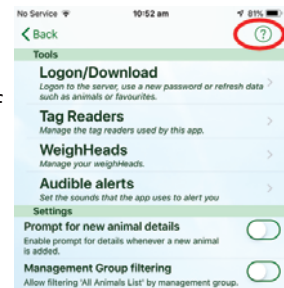 No Service 10:52 am 81%
Back ?
Tools
Logon/Download
Logon to the server, use a new password or refresh data
such as animals or favourites.
Tag Readers
Manage the tag readers used by this app.
WeighHeads
Manage your weighHeads.
Audible alerts
Set the sounds that the app uses to alert you
Settings
Prompt for new animal details
Enable prompt for details whenever a new animal
is added.
Management Group filtering
Allow filtering 'All Animals List' by management group.